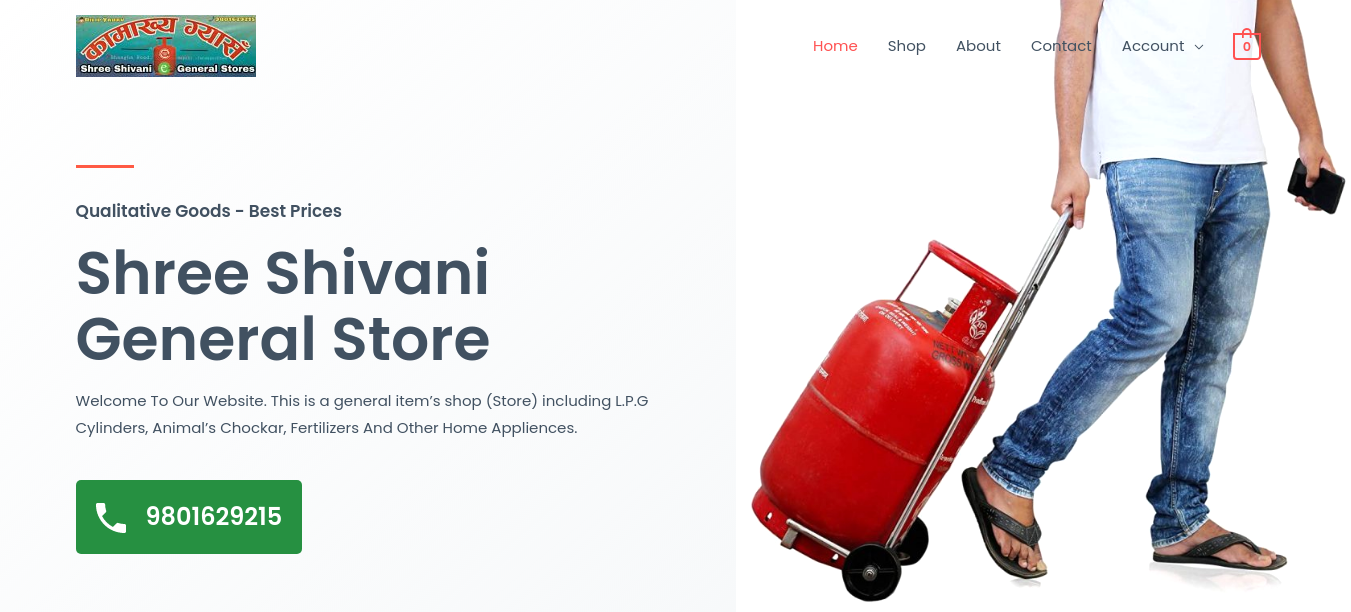 9801629215
कामाख्य ग्यासँ
Shree Shivani General Stores
Home Shop About Contact Account 0
Qualitative Goods - Best Prices
Shree Shivani
General Store
Welcome To Our Website. This is a general item’s shop (Store) including L.P.G
Cylinders, Animal’s Chockar, Fertilizers And Other Home Appliences.
9801629215